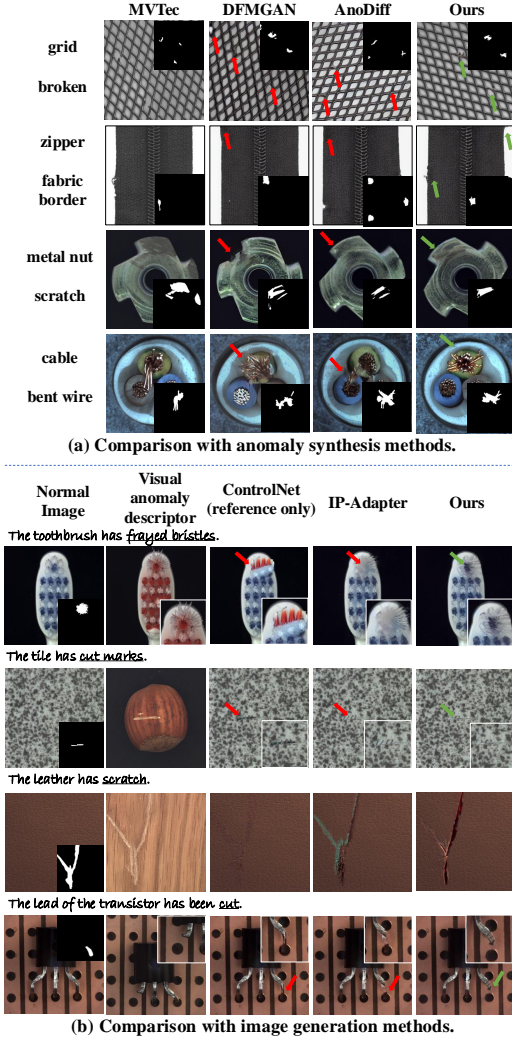 MVTec DFMGAN AnoDiff Ours
grid
broken
zipper
fabric
border
metal nut
scratch
cable
bent wire
(a) Comparison with anomaly synthesis methods.
Normal Image
Visual anomaly descriptor
ControlNet (reference only)
IP-Adapter
Ours
The toothbrush has frayed bristles.
The tile has cut marks.
The leather has scratch.
The lead of the transistor has been cut.
(b) Comparison with image generation methods.